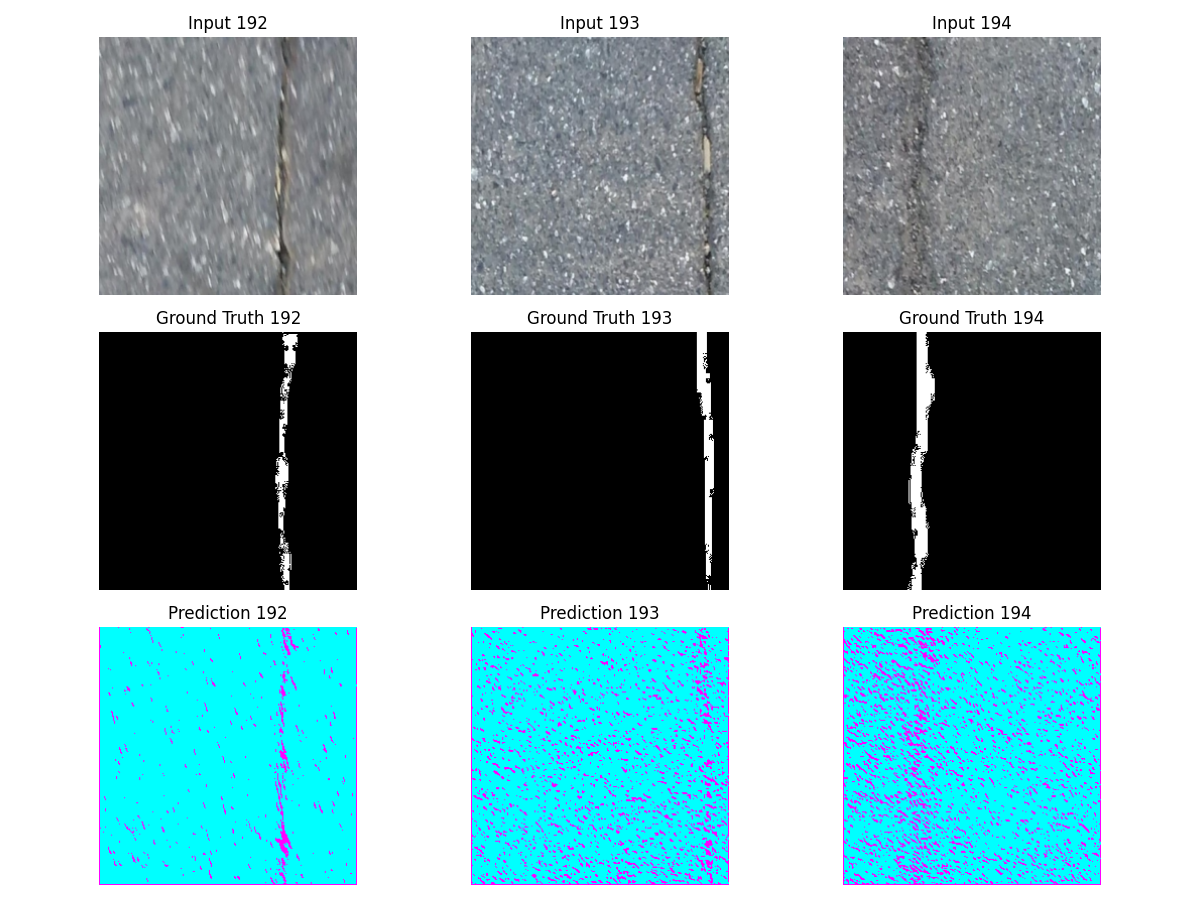 Input 192
Input 193
Input 194
Ground Truth 192
Ground Truth 193
Ground Truth 194
Prediction 192
Prediction 193
Prediction 194